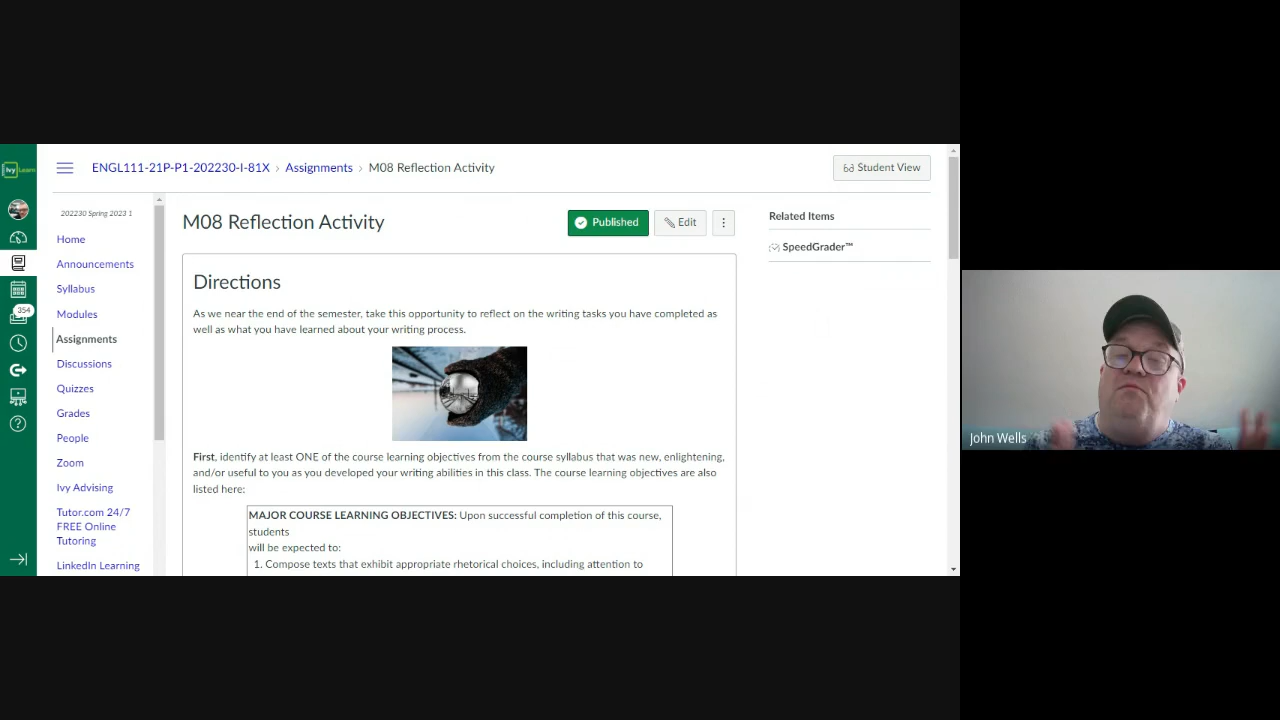 Ivy Learn
ENGL111-21P-P1-202230-I-81X › Assignments › M08 Reflection Activity
Student View
202230 Spring 2023 1
Home
Announcements
Syllabus
Modules
Assignments
Discussions
Quizzes
Grades
People
Zoom
Ivy Advising
Tutor.com 24/7
FREE Online
Tutoring
LinkedIn Learning
354
M08 Reflection Activity
Published
Edit
Directions
As we near the end of the semester, take this opportunity to reflect on the writing tasks you have completed as
well as what you have learned about your writing process.
First, identify at least ONE of the course learning objectives from the course syllabus that was new, enlightening,
and/or useful to you as you developed your writing abilities in this class. The course learning objectives are also
listed here:
MAJOR COURSE LEARNING OBJECTIVES: Upon successful completion of this course,
students
will be expected to:
1. Compose texts that exhibit appropriate rhetorical choices, including attention to
Related Items
SpeedGrader™
John Wells